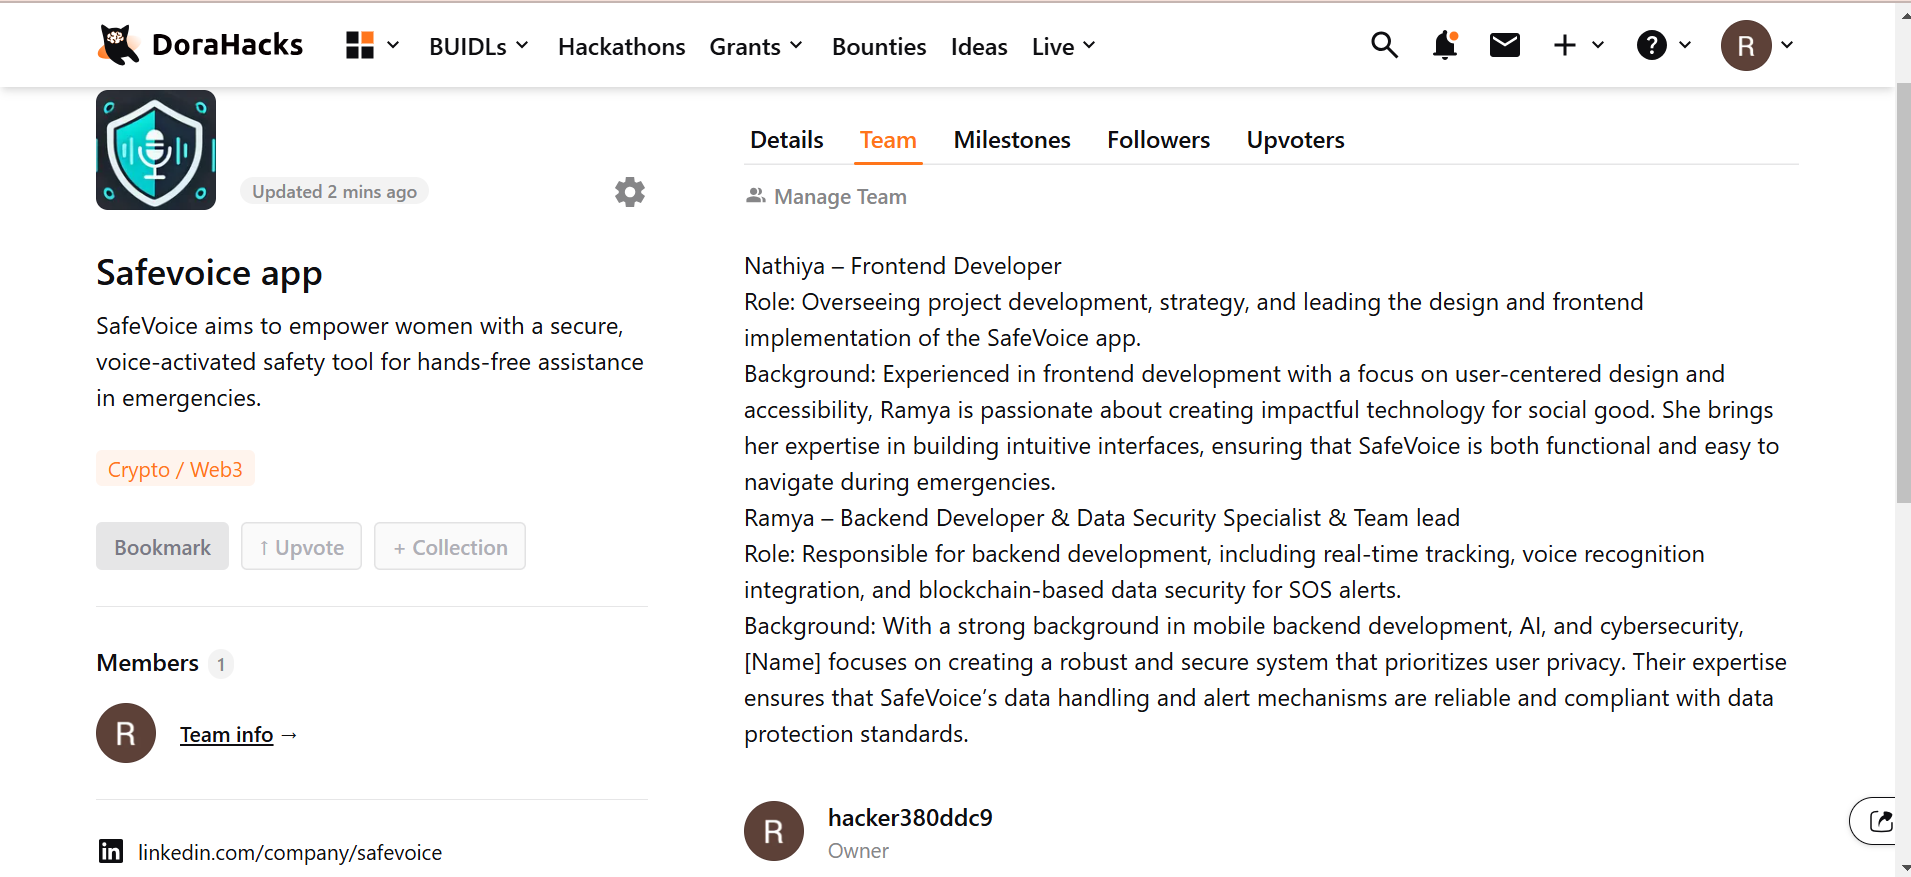 DoraHacks BUIDLs Hackathons Grants Bounties Ideas Live ? R
Updated 2 mins ago
Safevoice app
SafeVoice aims to empower women with a secure,
voice-activated safety tool for hands-free assistance
in emergencies.
Crypto / Web3
Bookmark ↑ Upvote + Collection
Members 1
R Team info →
in linkedin.com/company/safevoice
Details Team Milestones Followers Upvoters
Manage Team
Nathiya – Frontend Developer
Role: Overseeing project development, strategy, and leading the design and frontend
implementation of the SafeVoice app.
Background: Experienced in frontend development with a focus on user-centered design and
accessibility, Ramya is passionate about creating impactful technology for social good. She brings
her expertise in building intuitive interfaces, ensuring that SafeVoice is both functional and easy to
navigate during emergencies.
Ramya – Backend Developer & Data Security Specialist & Team lead
Role: Responsible for backend development, including real-time tracking, voice recognition
integration, and blockchain-based data security for SOS alerts.
Background: With a strong background in mobile backend development, AI, and cybersecurity,
[Name] focuses on creating a robust and secure system that prioritizes user privacy. Their expertise
ensures that SafeVoice’s data handling and alert mechanisms are reliable and compliant with data
protection standards.
R hacker380ddc9
Owner